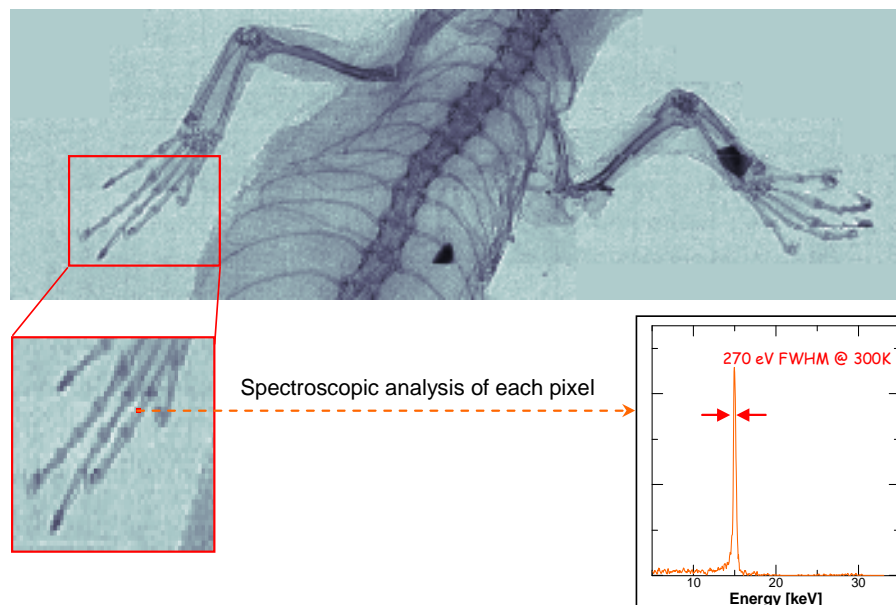 Spectroscopic analysis of each pixel
270 eV FWHM @ 300K
10 20 30
Energy [keV]